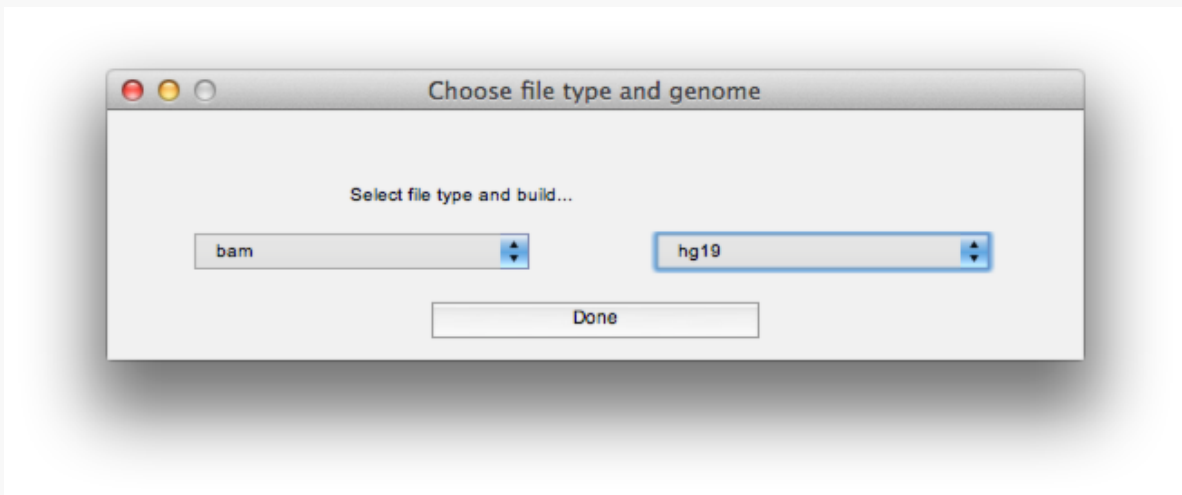 Choose file type and genome
Select file type and build...
bam hg19
Done